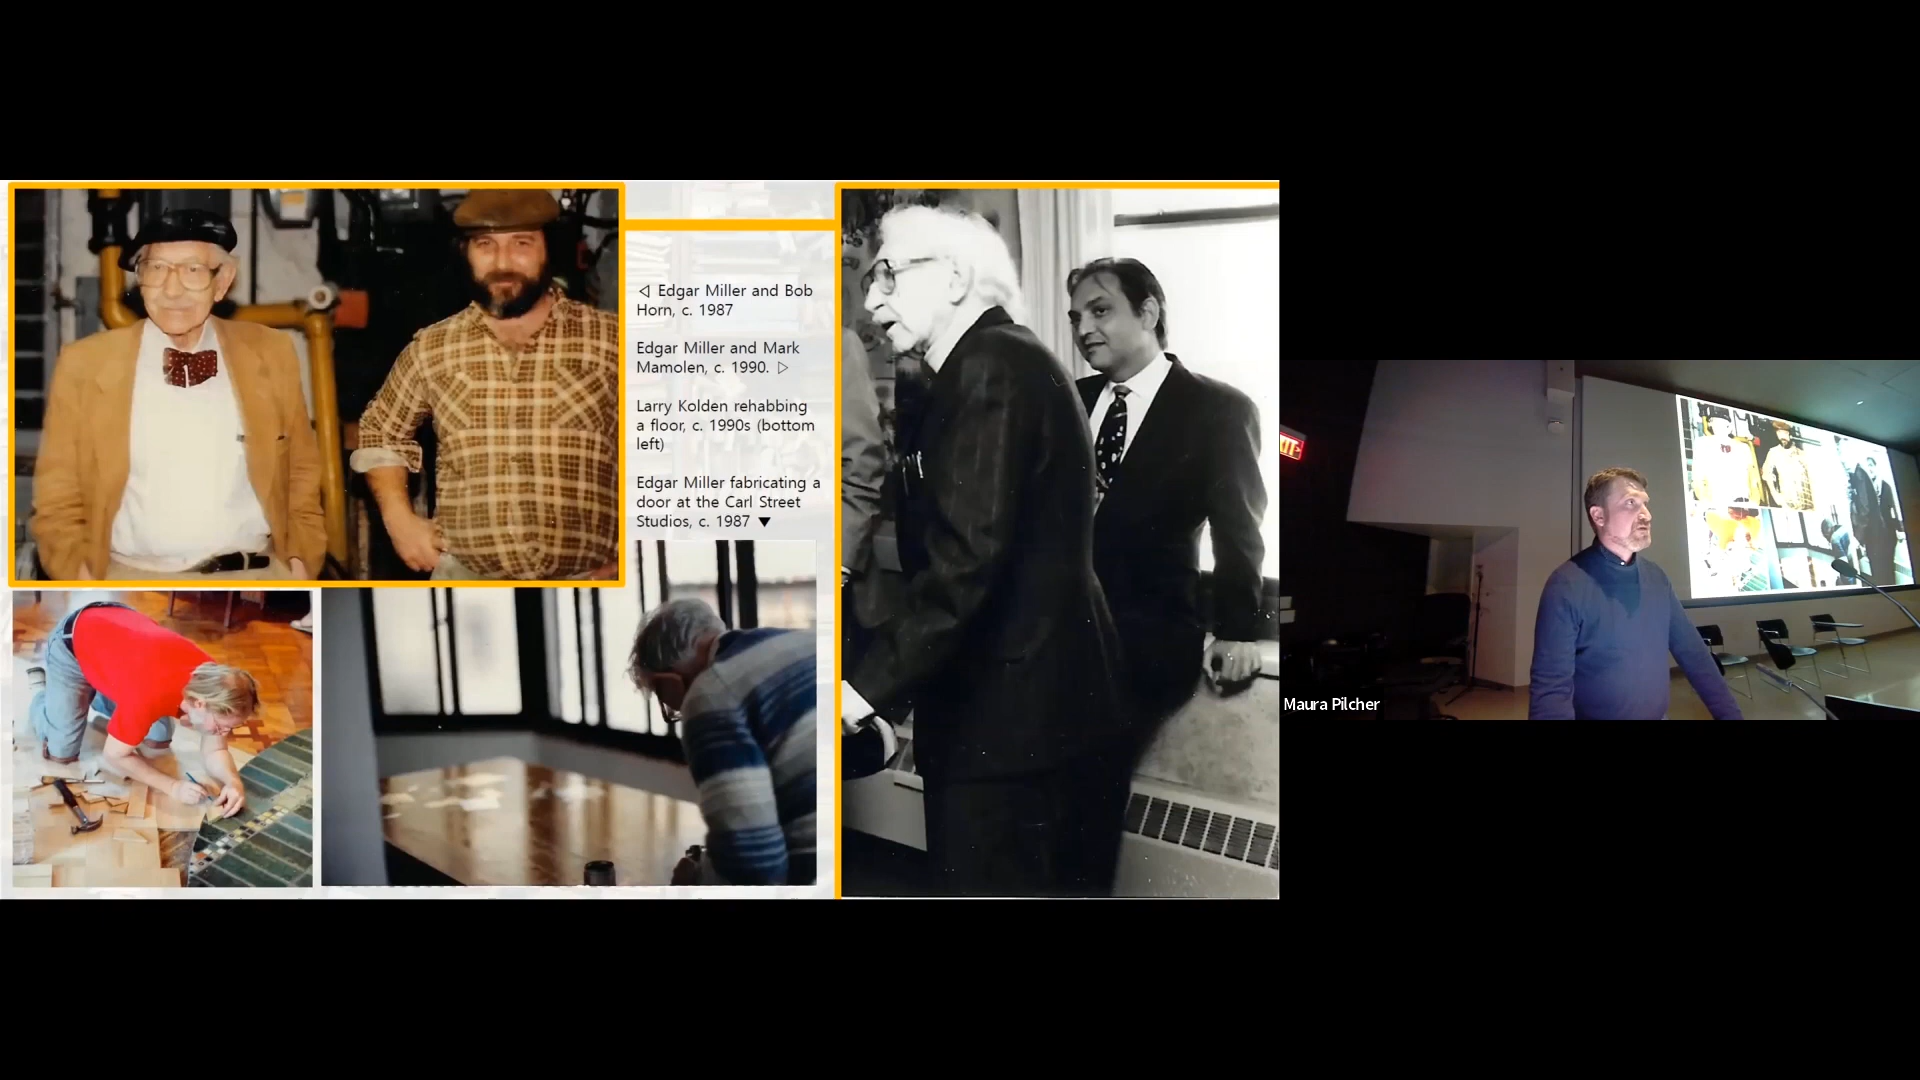 ◁ Edgar Miller and Bob
Horn, c. 1987
Edgar Miller and Mark
Mamolen, c. 1990. ▷
Larry Kolden rehabbing
a floor, c. 1990s (bottom
left)
Edgar Miller fabricating a
door at the Carl Street
Studios, c. 1987 ▼
Maura Pilcher